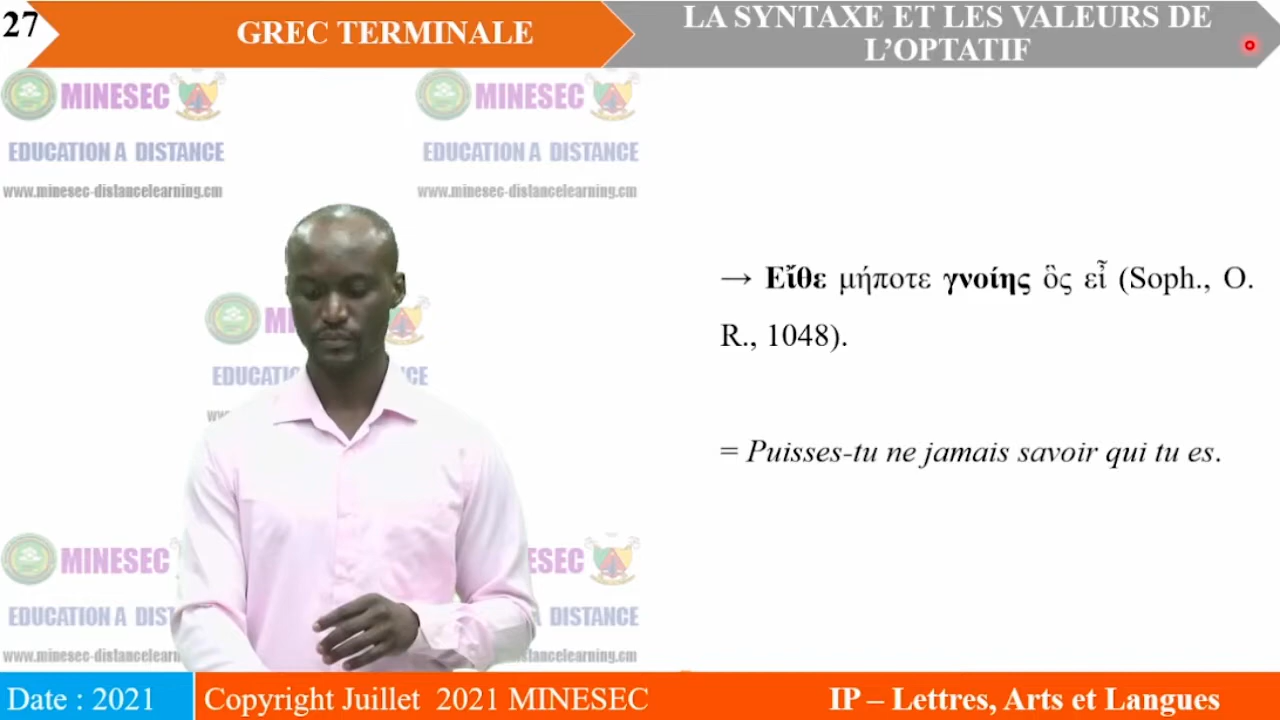 27
GREC TERMINALE
LA SYNTAXE ET LES VALEURS DE
L’OPTATIF
MINESEC
MINESEC
EDUCATION A DISTANCE
EDUCATION A DISTANCE
www.minesec-distancelearning.cm
www.minesec-distancelearning.cm
→ Εἴθε μήποτε γνοίης ὃς εἶ (Soph., O.
R., 1048).
= Puisses-tu ne jamais savoir qui tu es.
MINESEC
ESEC
EDUCATION A DIST
DISTANCE
www.minesec-distancelearn
stancelearning.cm
Date : 2021
Copyright Juillet 2021 MINESEC
IP – Lettres, Arts et Langues